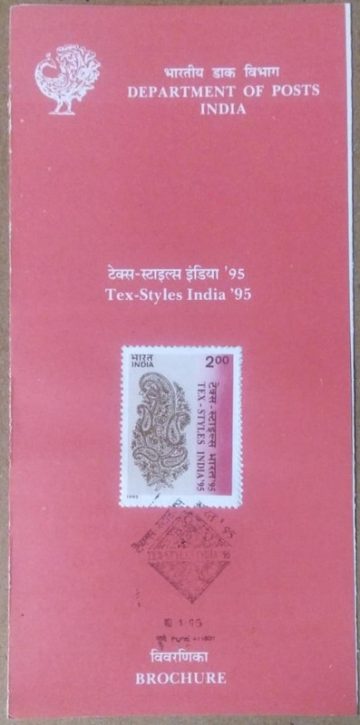 भारतीय डाक विभाग
DEPARTMENT OF POSTS
INDIA
टेक्स-स्टाइल्स इंडिया '95
Tex-Styles India '95
भारत
INDIA
2.00
टेक्स-स्टाइल्स भारत '95
TEX-STYLES INDIA '95
1995
विवरणिका
BROCHURE